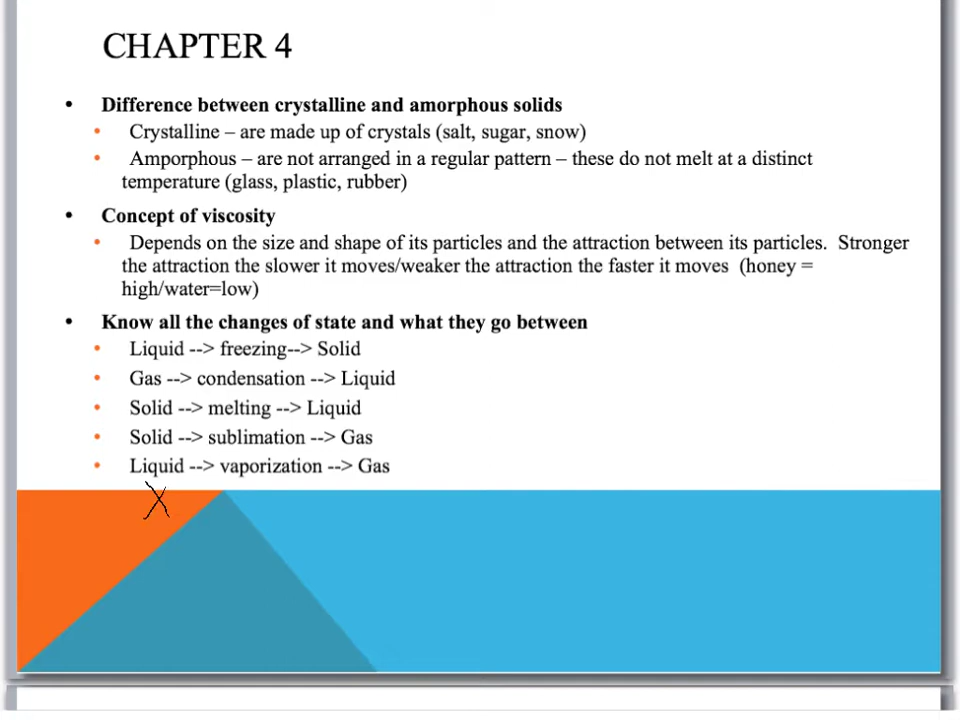 CHAPTER 4
• Difference between crystalline and amorphous solids
• Crystalline – are made up of crystals (salt, sugar, snow)
• Amporphous – are not arranged in a regular pattern – these do not melt at a distinct
temperature (glass, plastic, rubber)
• Concept of viscosity
• Depends on the size and shape of its particles and the attraction between its particles.  Stronger
the attraction the slower it moves/weaker the attraction the faster it moves  (honey =
high/water=low)
• Know all the changes of state and what they go between
• Liquid --> freezing--> Solid
• Gas --> condensation --> Liquid
• Solid --> melting --> Liquid
• Solid --> sublimation --> Gas
• Liquid --> vaporization --> Gas
X